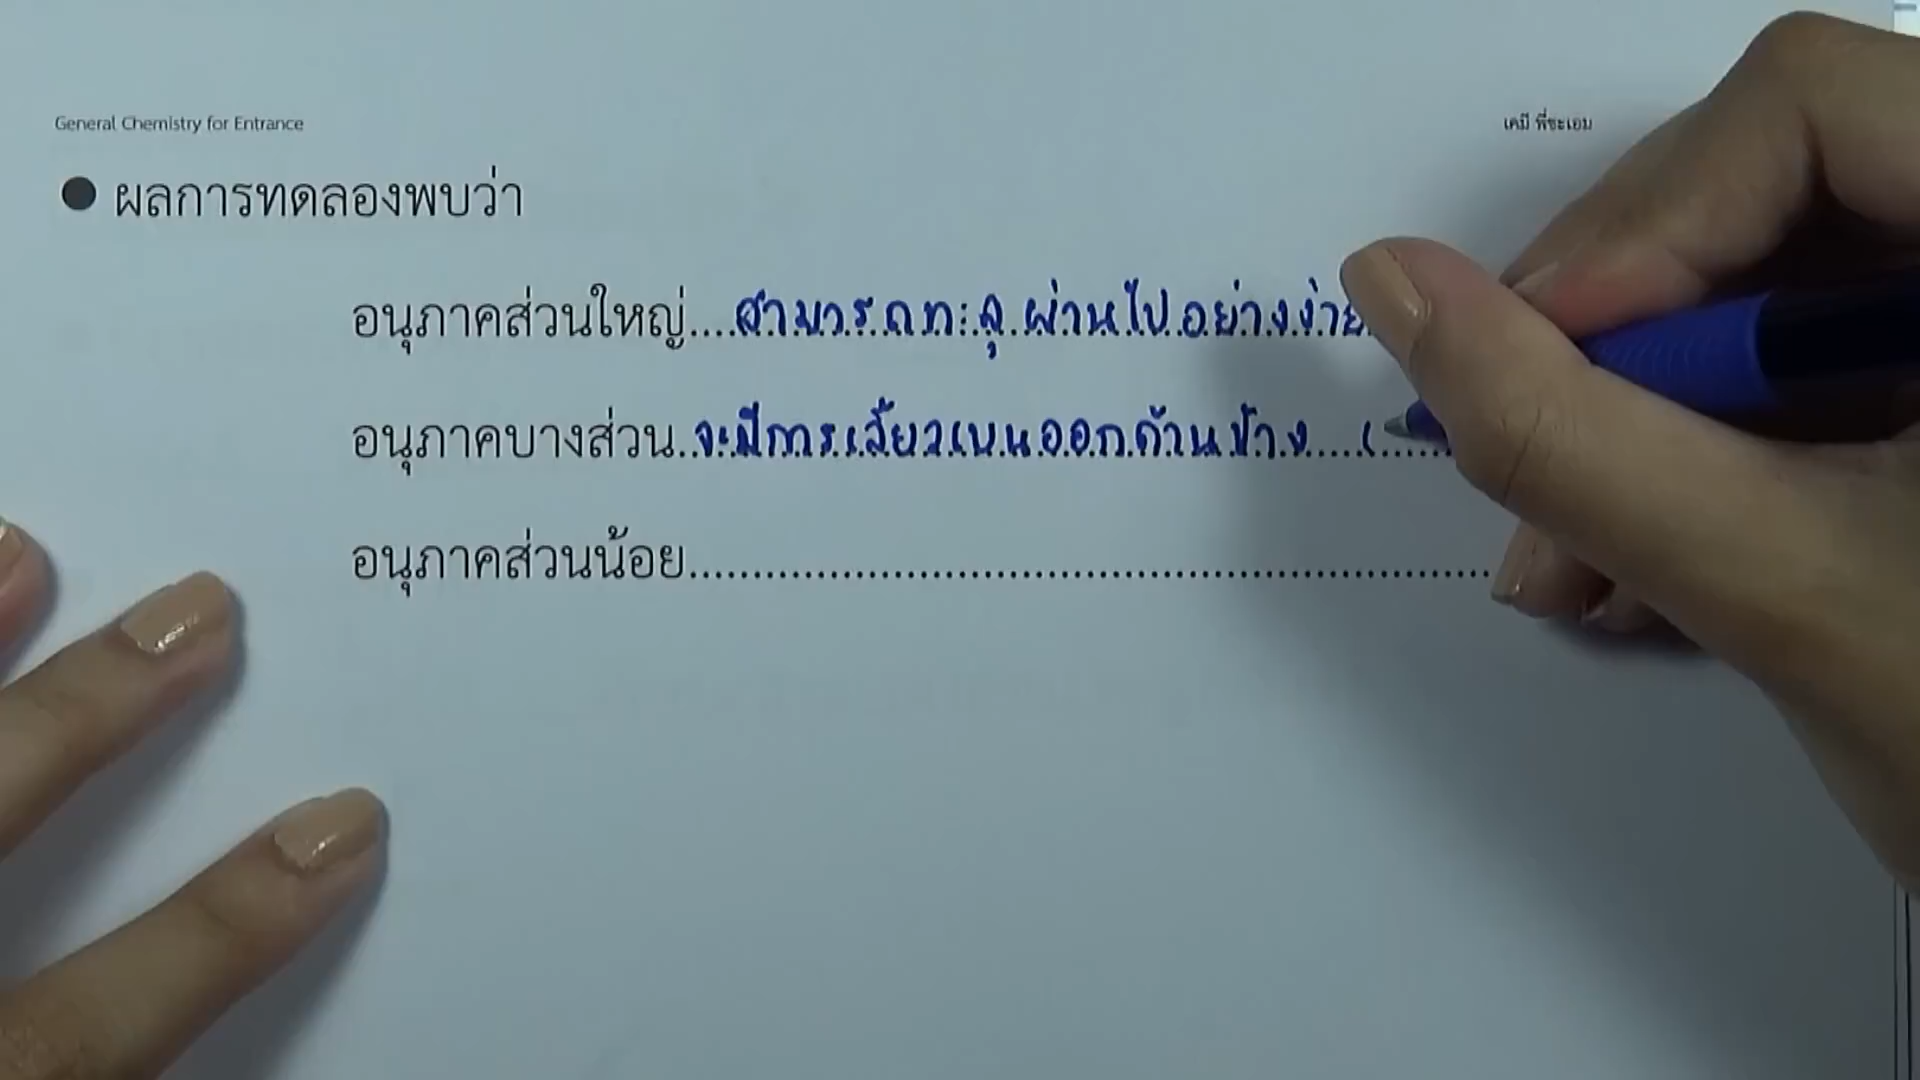 General Chemistry for Entrance
เคมี พี่ชะเอม
● ผลการทดลองพบว่า
อนุภาคส่วนใหญ่....สามารถทะลุผ่านไปอย่างง่าย
อนุภาคบางส่วน..จะมีการเลี้ยวเบนออกด้านข้าง....(
อนุภาคส่วนน้อย................................................................